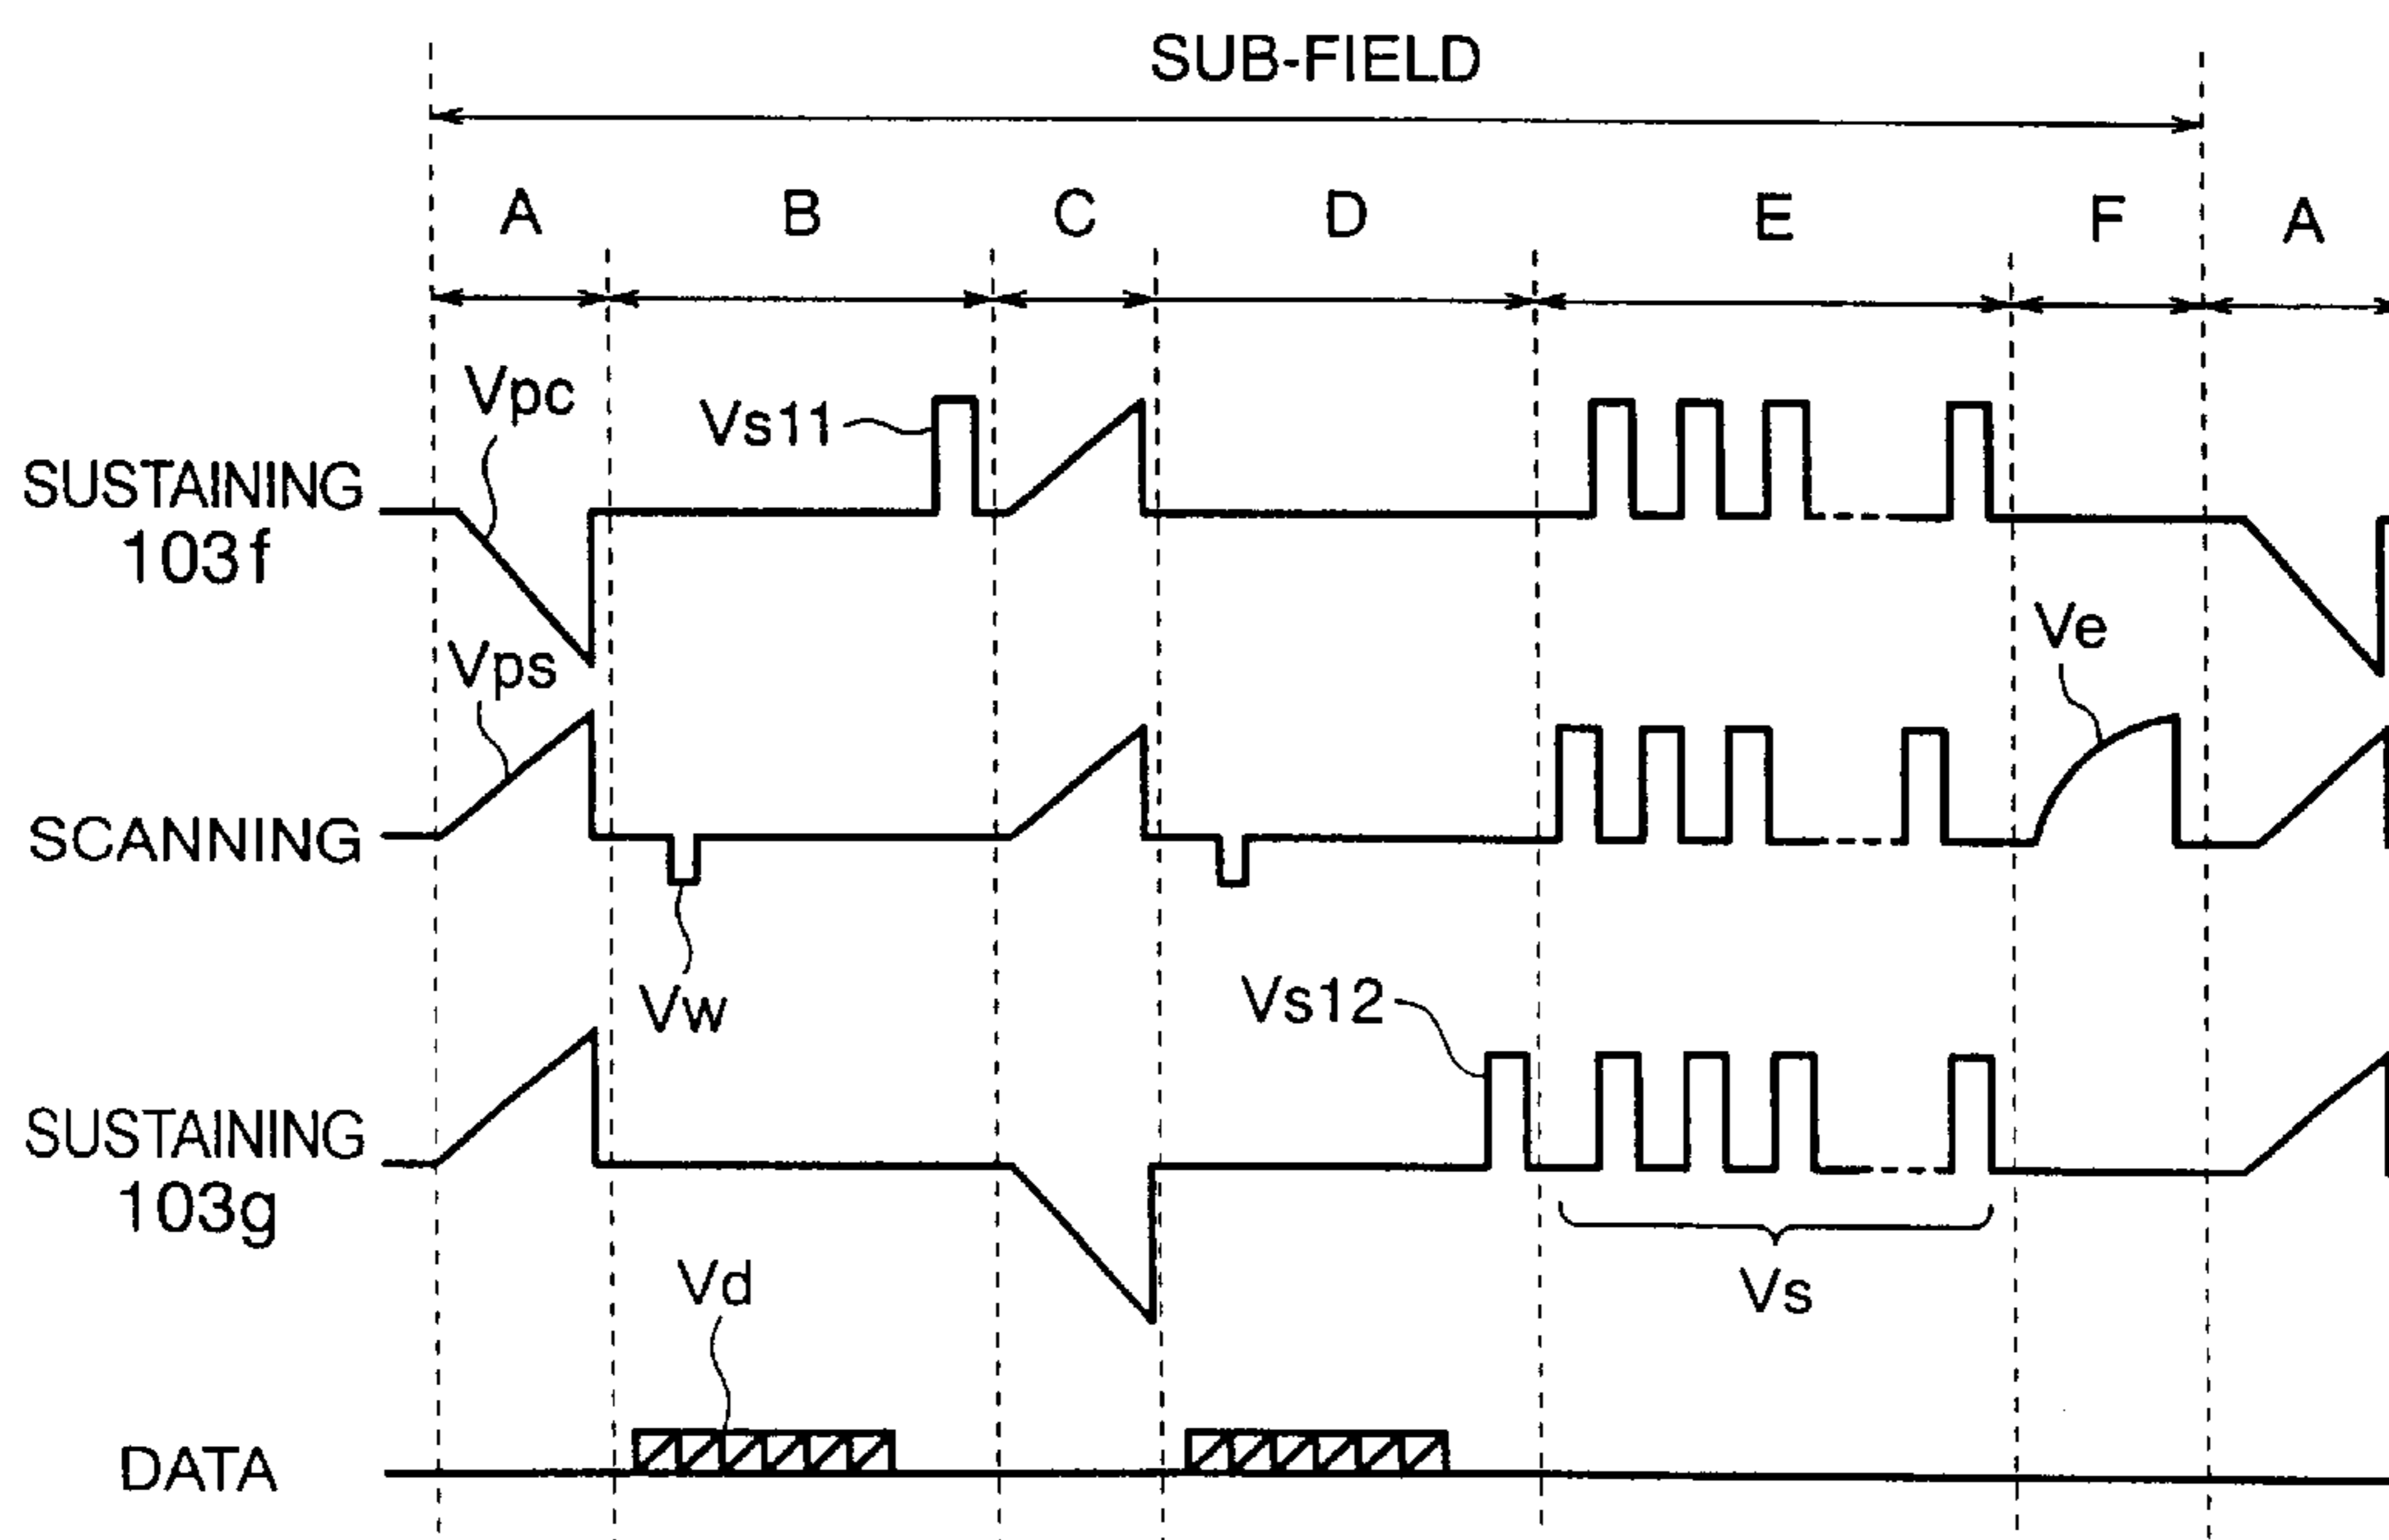 SUB-FIELD
A B C D E F A
Vpc
Vs11
SUSTAINING
103f
Ve
Vps
SCANNING
Vw
Vs12
SUSTAINING
103g
Vs
Vd
DATA